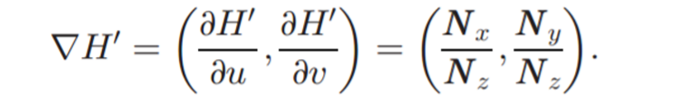 ∇H′ = (∂H′/∂u, ∂H′/∂v) = (N_x/N_z, N_y/N_z).